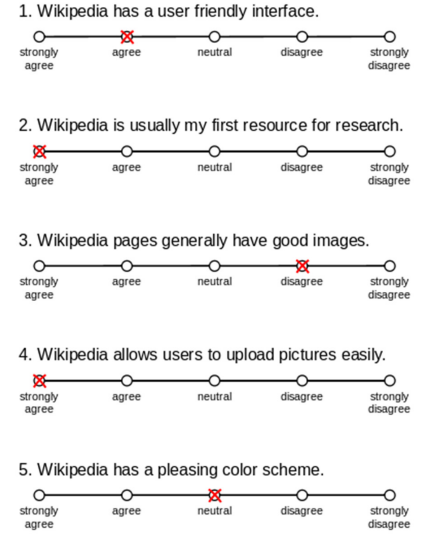 1. Wikipedia has a user friendly interface.
strongly agree neutral disagree strongly
agree disagree
2. Wikipedia is usually my first resource for research.
strongly agree neutral disagree strongly
agree disagree
3. Wikipedia pages generally have good images.
strongly agree neutral disagree strongly
agree disagree
4. Wikipedia allows users to upload pictures easily.
strongly agree neutral disagree strongly
agree disagree
5. Wikipedia has a pleasing color scheme.
strongly agree neutral disagree strongly
agree disagree